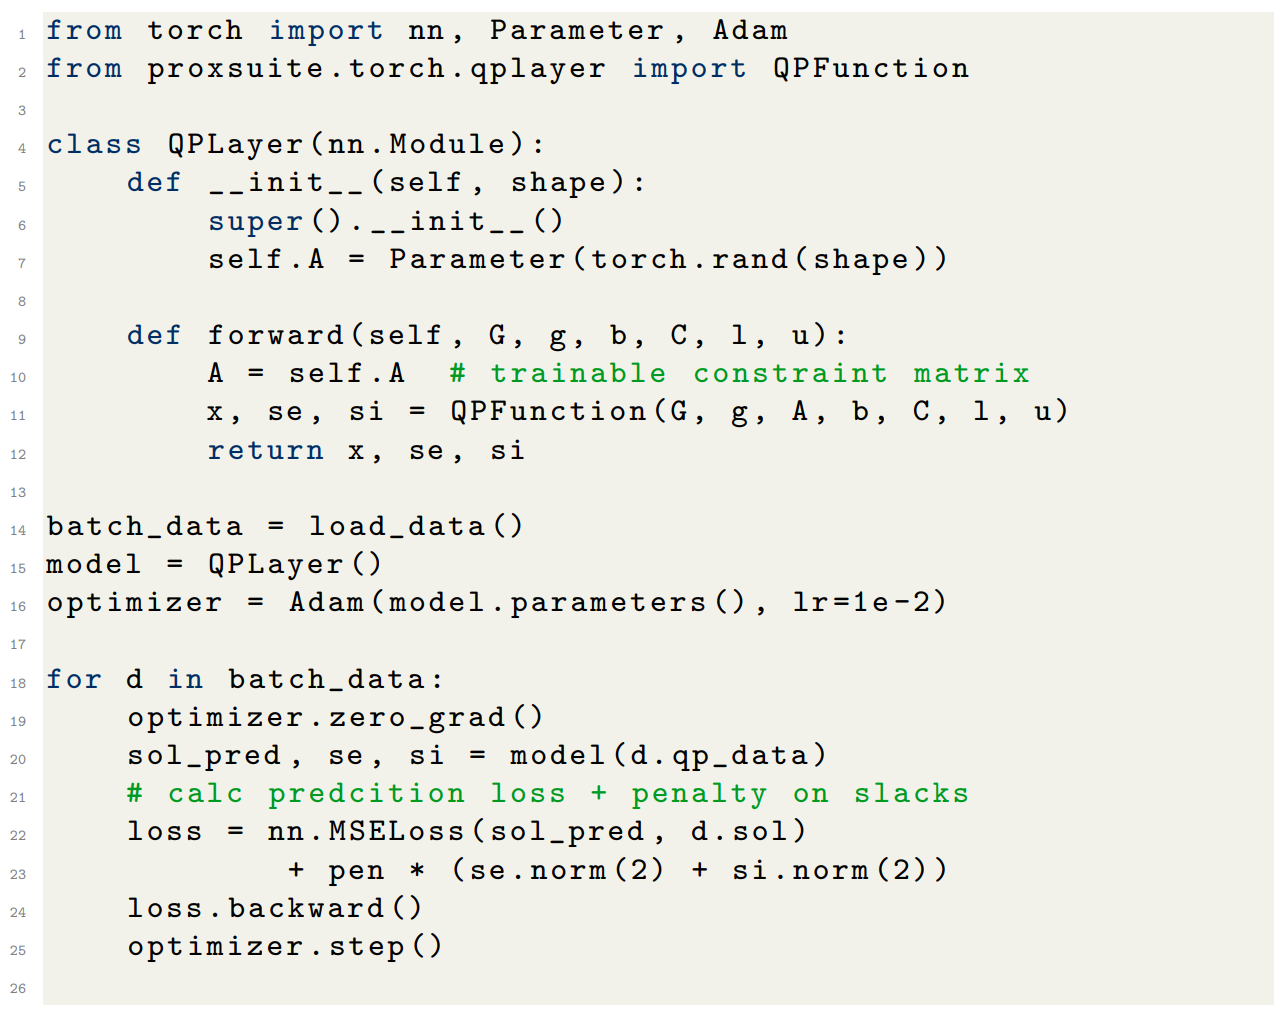 1 from torch import nn, Parameter, Adam
2 from proxsuite.torch.qplayer import QPFunction
3
4 class QPLayer(nn.Module):
5     def __init__(self, shape):
6         super().__init__()
7         self.A = Parameter(torch.rand(shape))
8
9     def forward(self, G, g, b, C, l, u):
10         A = self.A  # trainable constraint matrix
11         x, se, si = QPFunction(G, g, A, b, C, l, u)
12         return x, se, si
13
14 batch_data = load_data()
15 model = QPLayer()
16 optimizer = Adam(model.parameters(), lr=1e-2)
17
18 for d in batch_data:
19     optimizer.zero_grad()
20     sol_pred, se, si = model(d.qp_data)
21     # calc predcition loss + penalty on slacks
22     loss = nn.MSELoss(sol_pred, d.sol)
23             + pen * (se.norm(2) + si.norm(2))
24     loss.backward()
25     optimizer.step()
26